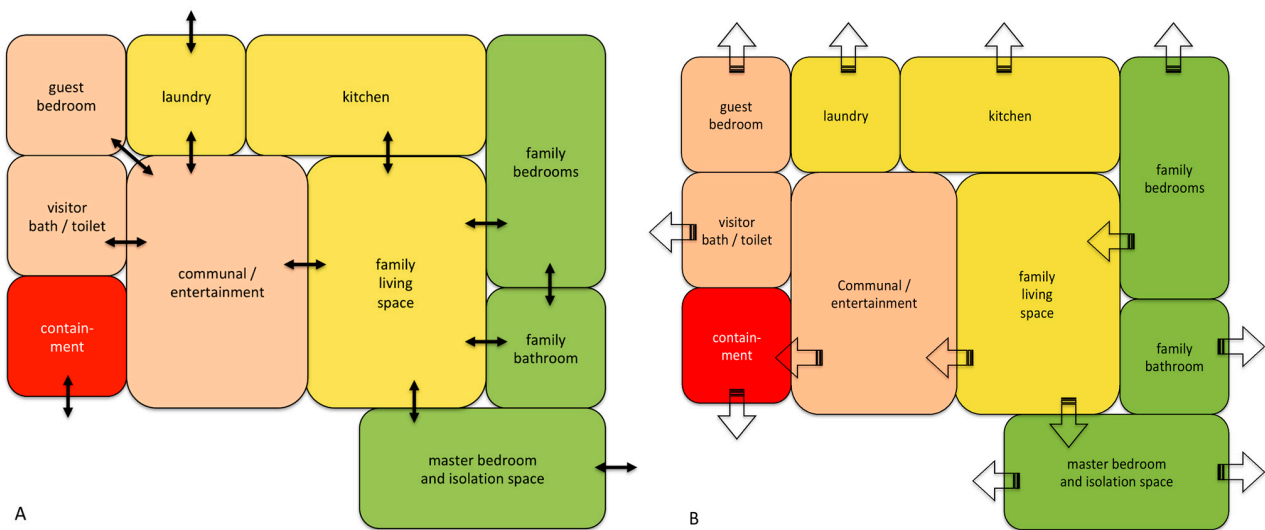 guest
bedroom
laundry
kitchen
family
bedrooms
visitor
bath / toilet
communal /
entertainment
family
living
space
contain-
ment
family
bathroom
master bedroom
and isolation space
A
guest
bedroom
laundry
kitchen
family
bedrooms
visitor
bath / toilet
Communal /
entertainment
family
living
space
contain-
ment
family
bathroom
master bedroom
and isolation space
B